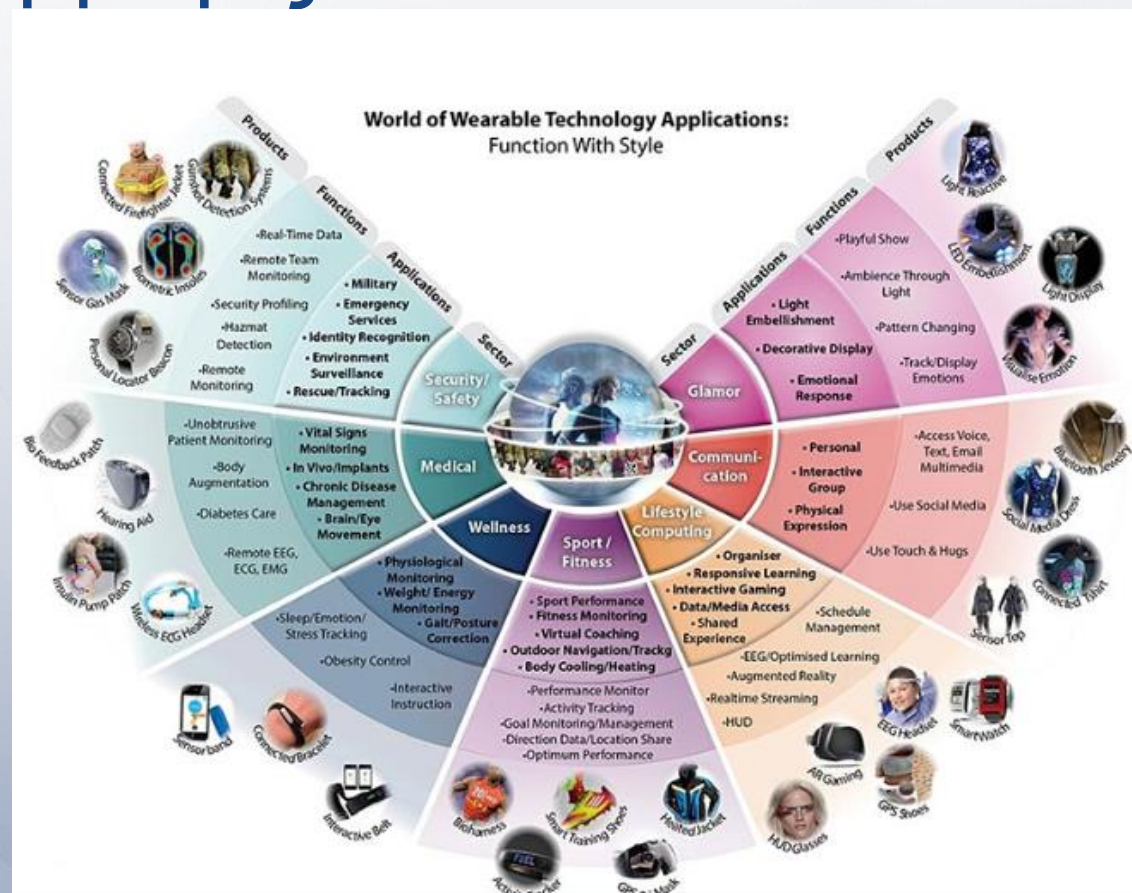 World of Wearable Technology Applications:
Function With Style
Products
Functions
Applications
Sector
Connected Firefighter Jacket
Gunshot Detection Systems
Sensor Gas Mask
Biometric Insoles
Personal Locator Beacon
•Real-Time Data
•Remote Team
Monitoring
•Security Profiling
•Hazmat
Detection
•Remote
Monitoring
• Military
• Emergency
Services
• Identity Recognition
• Environment
Surveillance
• Rescue/Tracking
Security/
Safety
Bio Feedback Patch
Hearing Aid
Insulin Pump Patch
Wireless ECG Headset
•Unobtrusive
Patient Monitoring
•Body
Augmentation
•Diabetes Care
•Remote EEG,
ECG, EMG
• Vital Signs
Monitoring
• In Vivo/Implants
• Chronic Disease
Management
• Brain/Eye
Movement
Medical
Wellness
• Physiological
Monitoring
• Weight/ Energy
Monitoring
• Gait/Posture
Correction
•Sleep/Emotion/
Stress Tracking
•Obesity Control
•Interactive
Instruction
Sensor band
Connected Bracelet
Interactive Belt
Sport /
Fitness
• Sport Performance
• Fitness Monitoring
• Virtual Coaching
• Outdoor Navigation/Trackg
• Body Cooling/Heating
•Performance Monitor
•Activity Tracking
•Goal Monitoring/Management
•Direction Data/Location Share
•Optimum Performance
Bioharness
Smart Training Shoes
Heated Jacket
FUEL
Lifestyle
Computing
• Organiser
• Responsive Learning
• Interactive Gaming
• Data/Media Access
• Shared
Experience
•Schedule
Management
•EEG/Optimised Learning
•Augmented Reality
•Realtime Streaming
•HUD
EEG Headset
SmartWatch
AR Gaming
GPS Shoes
HUD Glasses
Communi-
cation
• Personal
• Interactive
Group
• Physical
Expression
•Access Voice,
Text, Email
Multimedia
•Use Social Media
•Use Touch & Hugs
Bluetooth Jewelry
Social Media Dress
Connected Tshirt
Sensor Top
Glamor
Sector
Applications
Functions
Products
• Light
Embellishment
• Decorative Display
• Emotional
Response
•Playful Show
•Ambience Through
Light
•Pattern Changing
•Track/Display
Emotions
Light Reactive
LED Embellishment
Light Display
Visualise Emotion